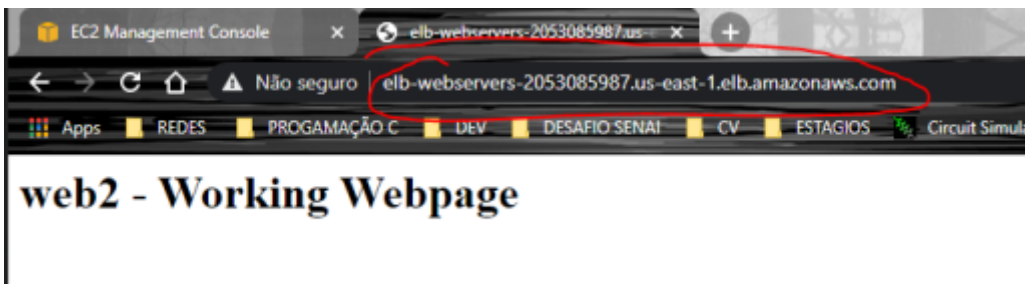 EC2 Management Console elb-webservers-2053085987.us-
Não seguro elb-webservers-2053085987.us-east-1.elb.amazonaws.com
Apps REDES PROGAMAÇÃO C DEV DESAFIO SENAI CV ESTAGIOS Circuit Simula
web2 - Working Webpage